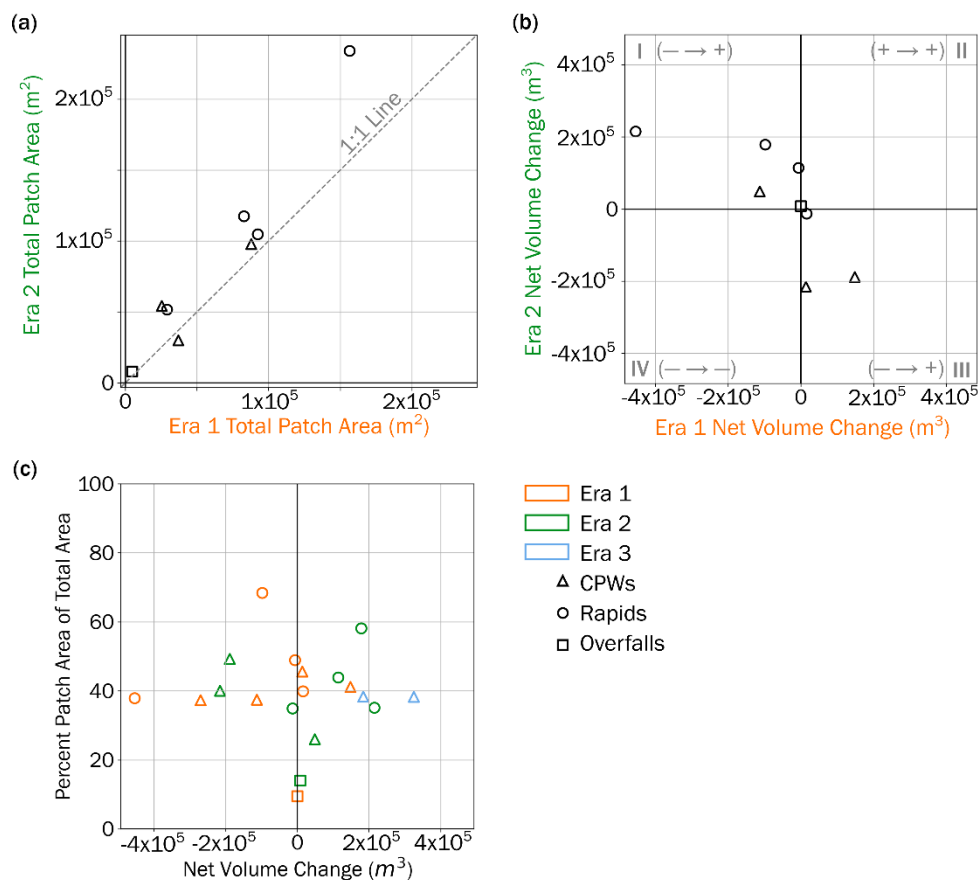 (a)
Era 2 Total Patch Area (m²)
2x10⁵
1x10⁵
0
1:1 Line
0
1x10⁵
2x10⁵
Era 1 Total Patch Area (m²)
(b)
Era 2 Net Volume Change (m³)
I (— → +)
(+ → +) II
4x10⁵
2x10⁵
0
-2x10⁵
-4x10⁵
IV (— → —)
(— → +) III
-4x10⁵
-2x10⁵
0
2x10⁵
4x10⁵
Era 1 Net Volume Change (m³)
(c)
Percent Patch Area of Total Area
100
80
60
40
20
0
-4x10⁵
-2x10⁵
0
2x10⁵
4x10⁵
Net Volume Change (m³)
Era 1
Era 2
Era 3
CPWs
Rapids
Overfalls